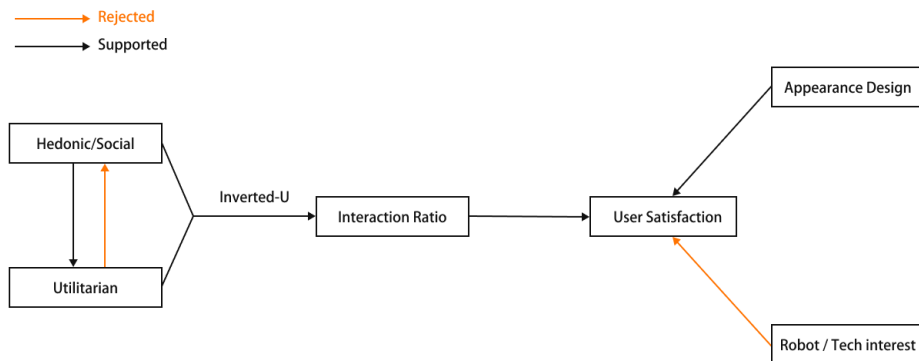 Rejected
Supported
Appearance Design
Hedonic/Social
Inverted-U
Interaction Ratio
User Satisfaction
Utilitarian
Robot / Tech interest